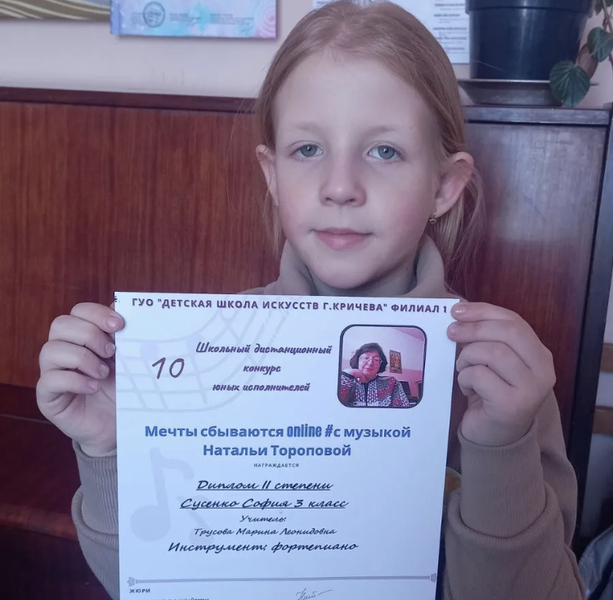 ГУО "ДЕТСКАЯ ШКОЛА ИСКУССТВ Г.КРИЧЕВА" ФИЛИАЛ 1
10
Школьный дистанционный
конкурс
юных исполнителей
Мечты сбываются online #с музыкой
Натальи Тороповой
НАГРАЖДАЕТСЯ
Диплом II степени
Сусенко София 3 класс
Учитель:
Трусова Марина Леонидовна
Инструмент: фортепиано
ЖЮРИ